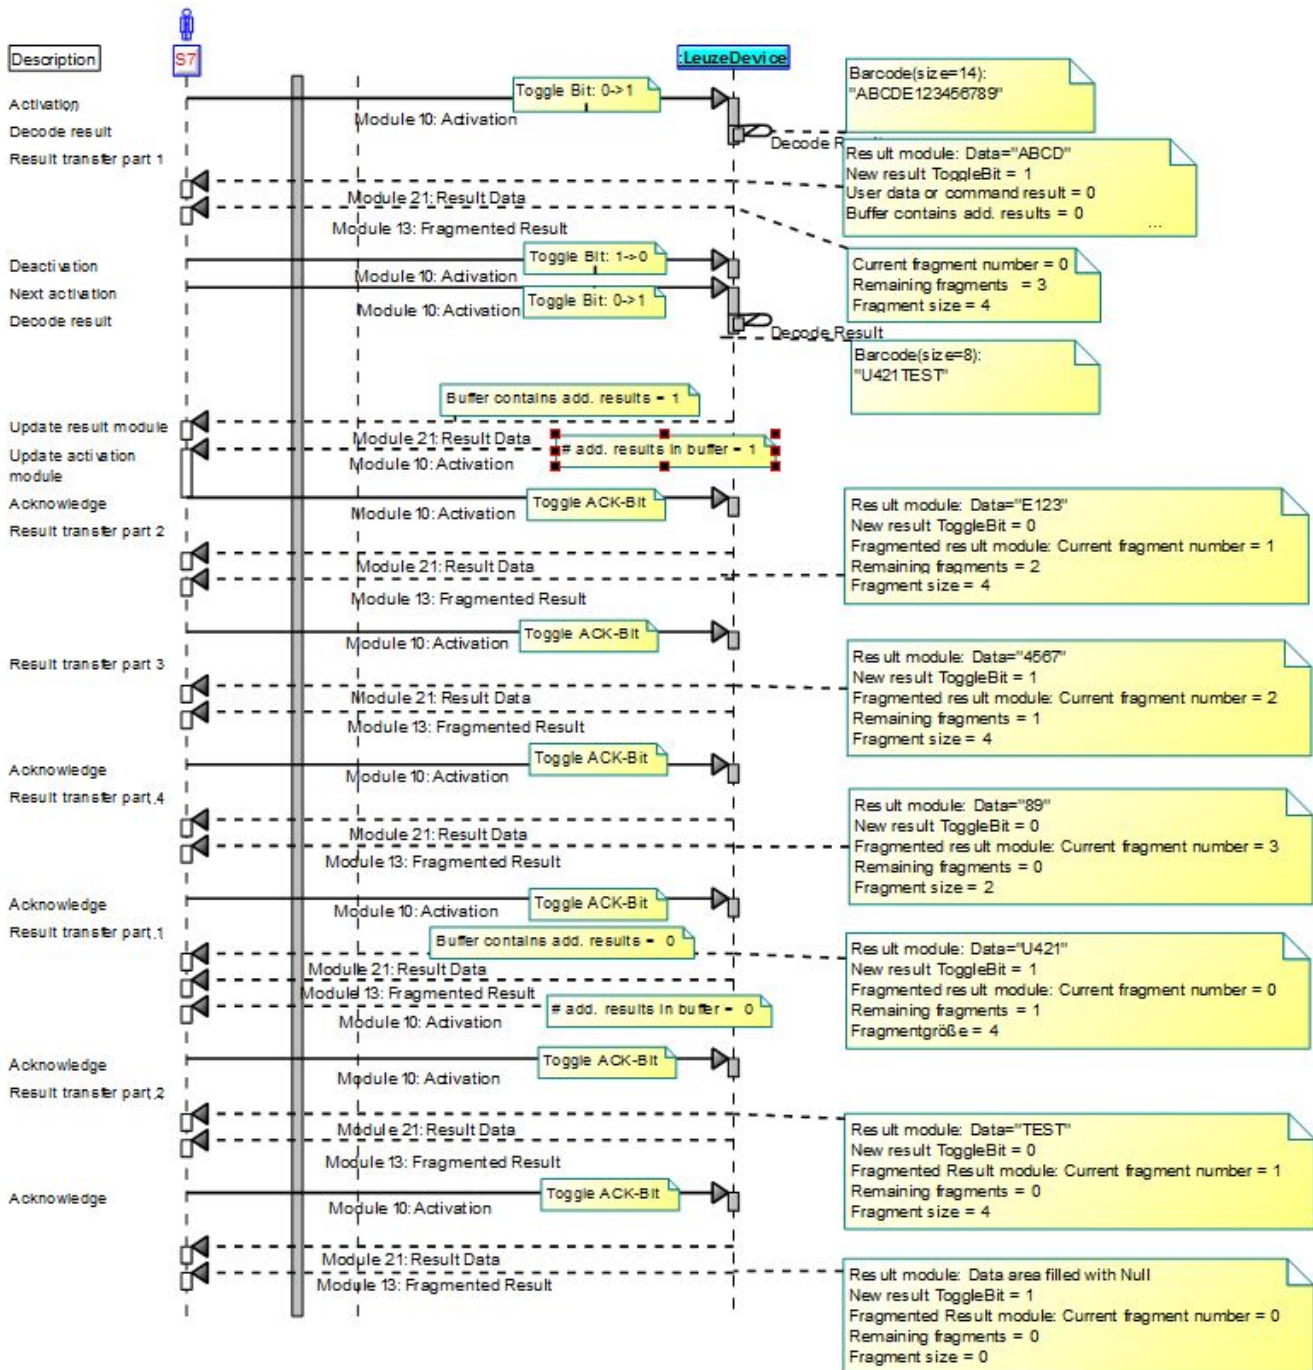 S7
:LeuzeDevice
Description
Toggle Bit: 0->1
Barcode(size=14):
"ABCDE123456789"
Activation
Module 10: Activation
Decode result
Decode Result
Result transfer part 1
Result module: Data="ABCD"
New result ToggleBit = 1
User data or command result = 0
Buffer contains add. results = 0
...
Module 21: Result Data
Module 13: Fragmented Result
Toggle Bit: 1->0
Deactivation
Module 10: Activation
Current fragment number = 0
Remaining fragments = 3
Fragment size = 4
Next activation
Toggle Bit: 0->1
Module 10: Activation
Decode result
Decode Result
Barcode(size=8):
"U421TEST"
Buffer contains add. results = 1
Update result module
Module 21: Result Data
# add. results in buffer = 1
Update activation
module
Module 10: Activation
Acknowledge
Toggle ACK-Bit
Module 10: Activation
Result transfer part 2
Result module: Data="E123"
New result ToggleBit = 0
Fragmented result module: Current fragment number = 1
Remaining fragments = 2
Fragment size = 4
Module 21: Result Data
Module 13: Fragmented Result
Toggle ACK-Bit
Module 10: Activation
Result transfer part 3
Result module: Data="4567"
New result ToggleBit = 1
Fragmented result module: Current fragment number = 2
Remaining fragments = 1
Fragment size = 4
Module 21: Result Data
Module 13: Fragmented Result
Toggle ACK-Bit
Acknowledge
Module 10: Activation
Result transfer part 4
Result module: Data="89"
New result ToggleBit = 0
Fragmented result module: Current fragment number = 3
Remaining fragments = 0
Fragment size = 2
Module 21: Result Data
Module 13: Fragmented Result
Acknowledge
Toggle ACK-Bit
Module 10: Activation
Result transfer part 1
Buffer contains add. results = 0
Result module: Data="U421"
New result ToggleBit = 1
Fragmented result module: Current fragment number = 0
Remaining fragments = 1
Fragmentgröße = 4
Module 21: Result Data
Module 13: Fragmented Result
# add. results in buffer = 0
Module 10: Activation
Acknowledge
Toggle ACK-Bit
Module 10: Activation
Result transfer part 2
Result module: Data="TEST"
New result ToggleBit = 0
Fragmented Result module: Current fragment number = 1
Remaining fragments = 0
Fragment size = 4
Module 21: Result Data
Module 13: Fragmented Result
Acknowledge
Toggle ACK-Bit
Module 10: Activation
Module 21: Result Data
Module 13: Fragmented Result
Result module: Data area filled with Null
New result ToggleBit = 1
Fragmented Result module: Current fragment number = 0
Remaining fragments = 0
Fragment size = 0